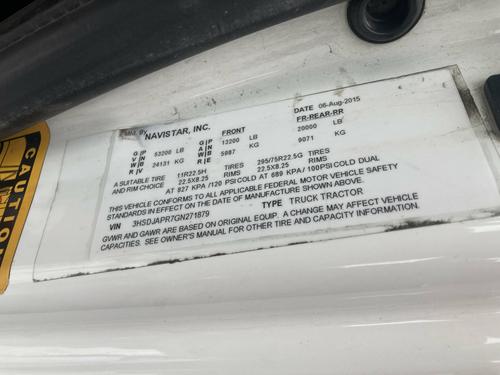 BY NAVISTAR, INC. FRONT DATE 06-Aug-2015
FR-REAR-RR
G P 53200 LB G P 13200 LB 20000 LB
V N A N
W B 24131 KG W B 5987 KG 9071 KG
R V R E
A SUITABLE TIRE 11R22.5H TIRES 295/75R22.5G TIRES
AND RIM CHOICE 22.5X8.25 RIMS 22.5X8.25 RIMS
AT 827 KPA /120 PSI COLD AT 689 KPA / 100 PSI COLD DUAL
THIS VEHICLE CONFORMS TO ALL APPLICABLE FEDERAL MOTOR VEHICLE SAFETY
STANDARDS IN EFFECT ON THE DATE OF MANUFACTURE SHOWN ABOVE.
VIN 3HSDJAPR7GN271879 TYPE TRUCK TRACTOR
GVWR AND GAWR ARE BASED ON ORIGINAL EQUIP. A CHANGE MAY AFFECT VEHICLE
CAPACITIES. SEE OWNER'S MANUAL FOR OTHER TIRE AND CAPACITY INFORMATION.
CAUTION